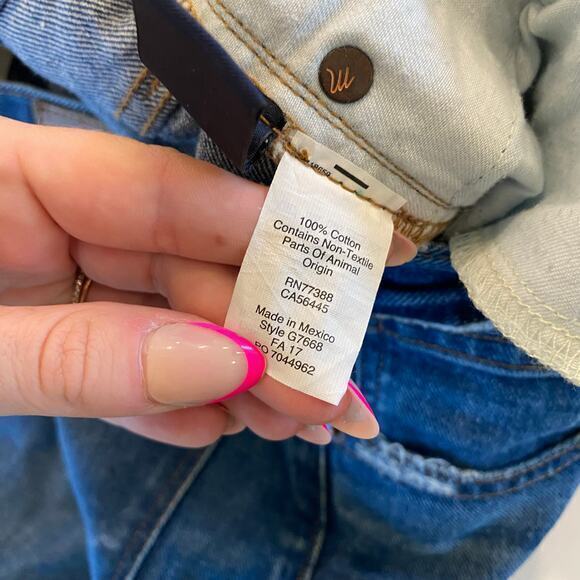 100% Cotton
Contains Non-Textile
Parts Of Animal
Origin
RN77388
CA56445
Made in Mexico
Style G7668
FA 17
PO 7044962